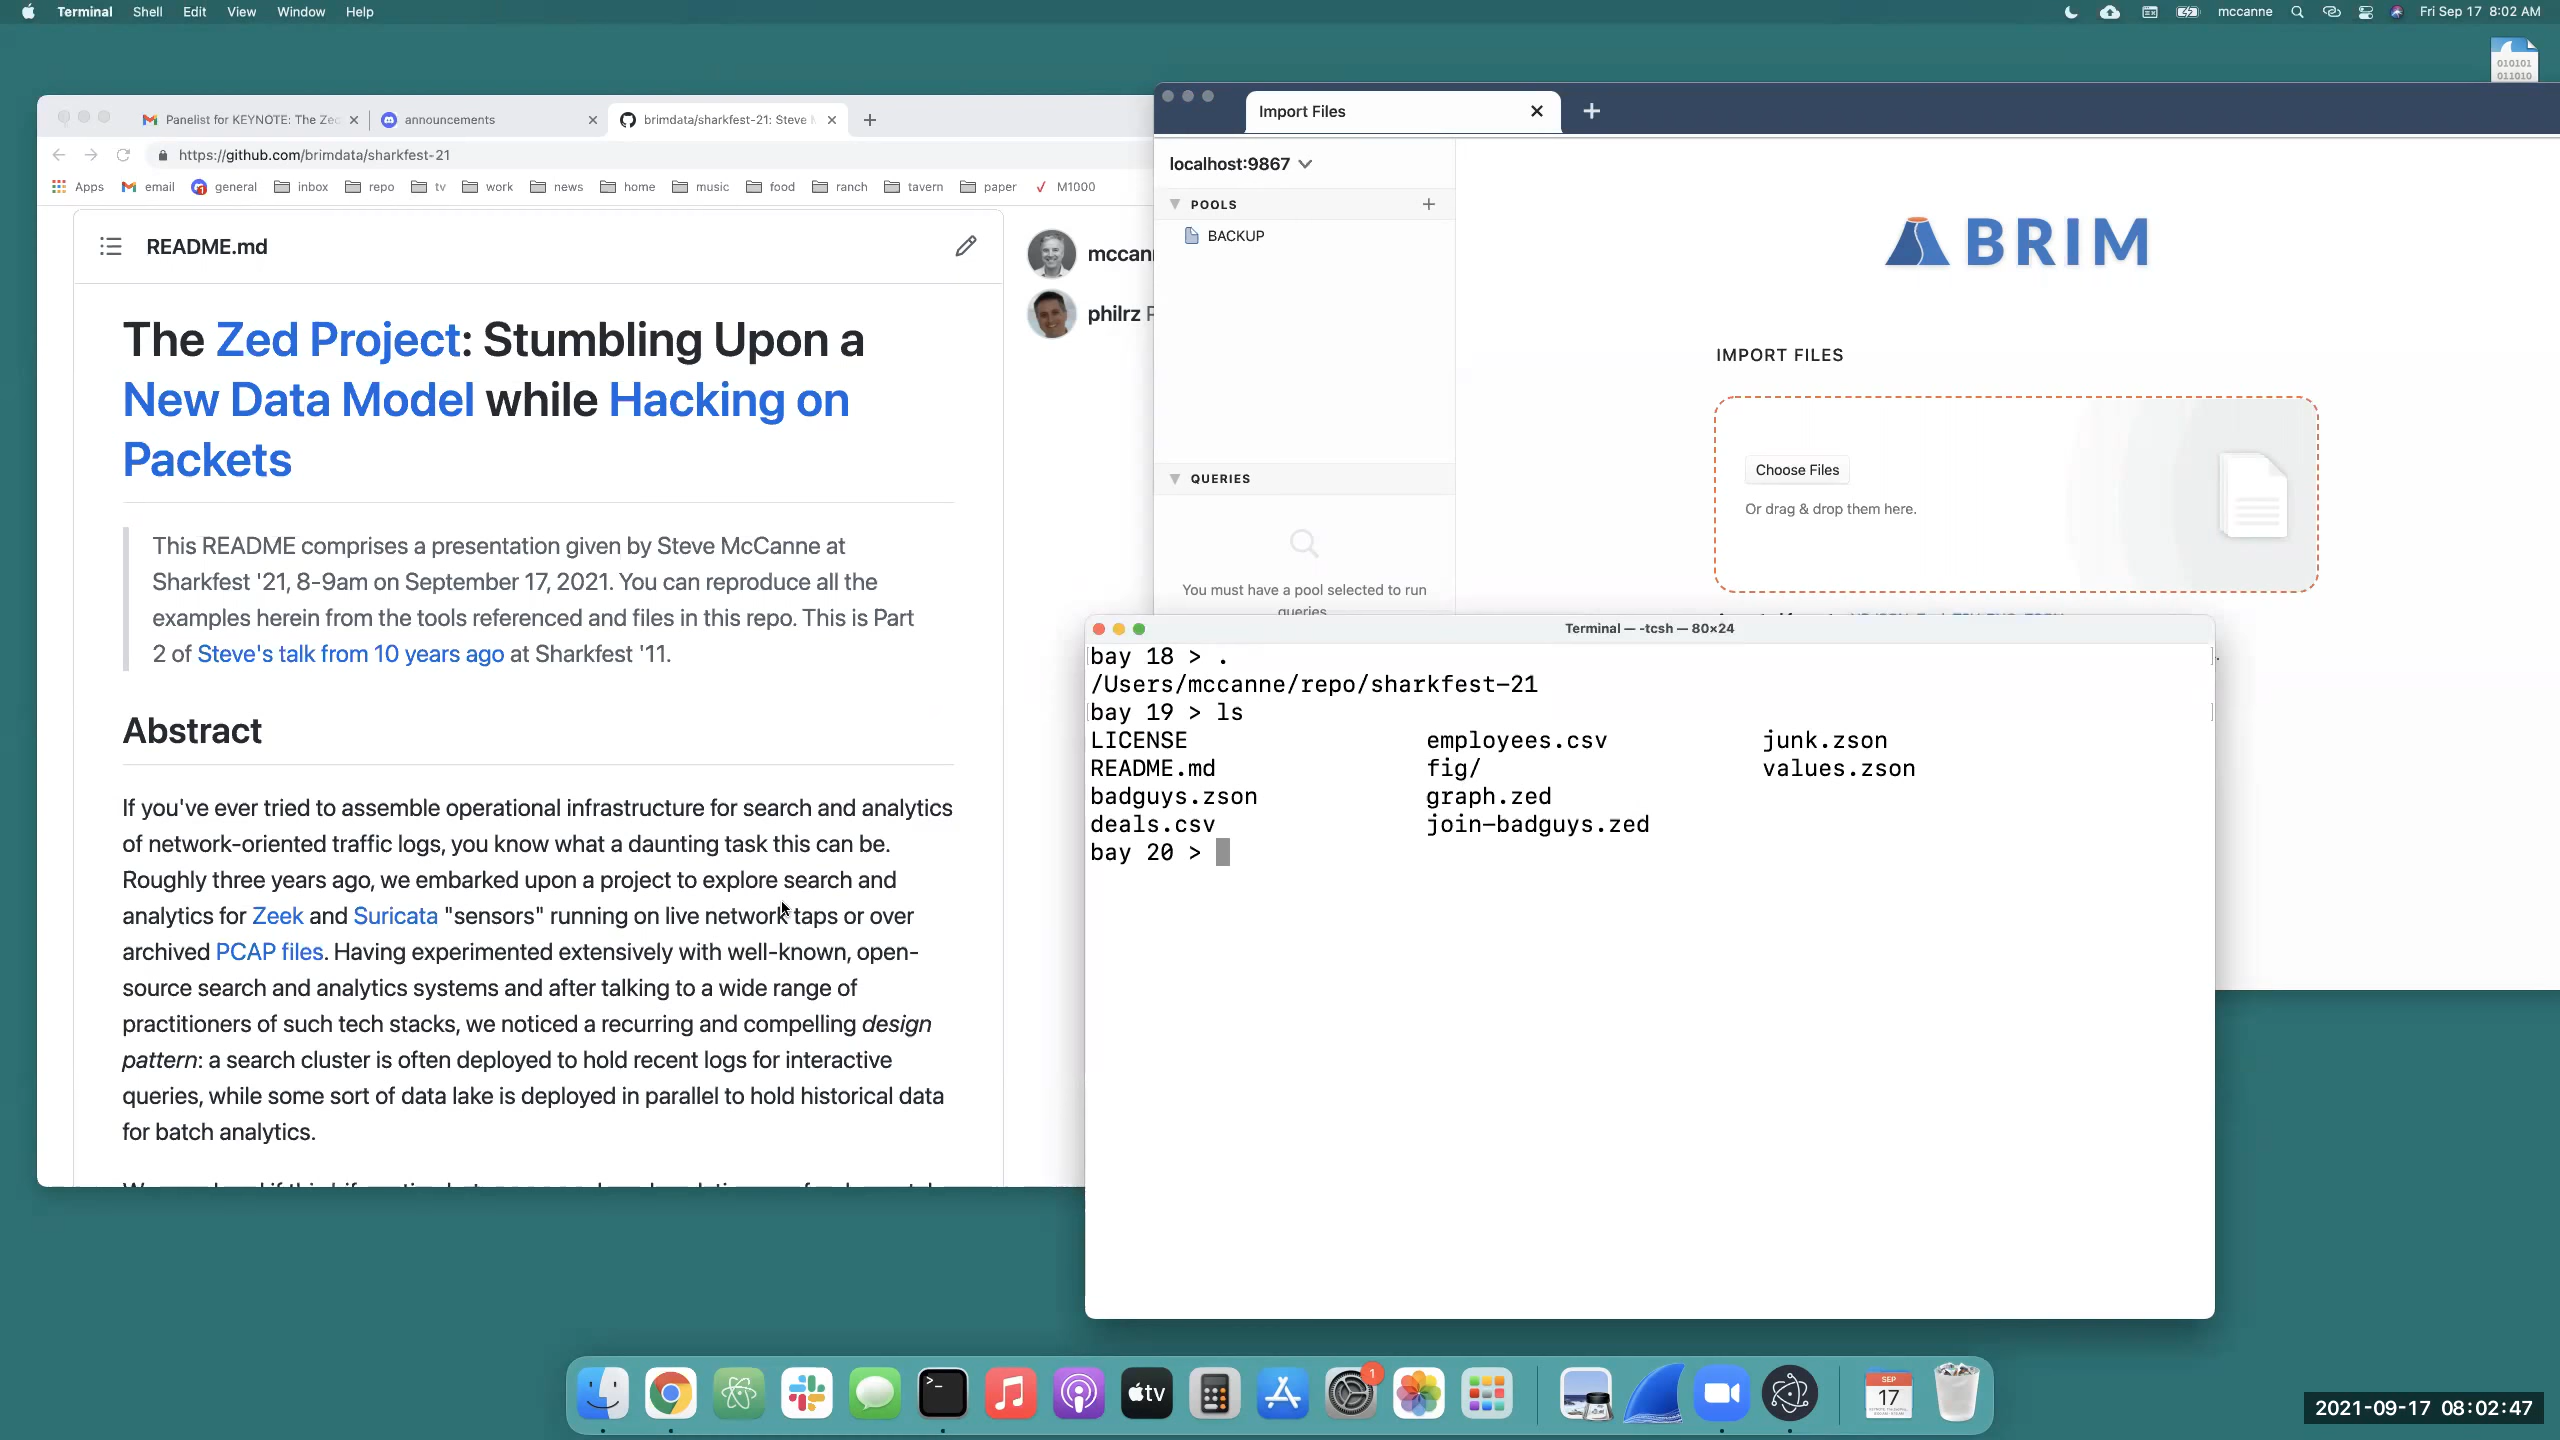 Terminal Shell Edit View Window Help
mccanne Fri Sep 17 8:02 AM
010101
011010
Panelist for KEYNOTE: The Zed
announcements
brimdata/sharkfest-21: Steve M
https://github.com/brimdata/sharkfest-21
Apps email general inbox repo tv work news home music food ranch tavern paper M1000
README.md
mccan
philrz
The Zed Project: Stumbling Upon a
New Data Model while Hacking on
Packets
This README comprises a presentation given by Steve McCanne at
Sharkfest '21, 8-9am on September 17, 2021. You can reproduce all the
examples herein from the tools referenced and files in this repo. This is Part
2 of Steve's talk from 10 years ago at Sharkfest '11.
Abstract
If you've ever tried to assemble operational infrastructure for search and analytics
of network-oriented traffic logs, you know what a daunting task this can be.
Roughly three years ago, we embarked upon a project to explore search and
analytics for Zeek and Suricata "sensors" running on live network taps or over
archived PCAP files. Having experimented extensively with well-known, open-
source search and analytics systems and after talking to a wide range of
practitioners of such tech stacks, we noticed a recurring and compelling design
pattern: a search cluster is often deployed to hold recent logs for interactive
queries, while some sort of data lake is deployed in parallel to hold historical data
for batch analytics.
Import Files
localhost:9867
POOLS
BACKUP
QUERIES
You must have a pool selected to run
queries
BRIM
IMPORT FILES
Choose Files
Or drag & drop them here.
Terminal — -tcsh — 80×24
bay 18 > .
/Users/mccanne/repo/sharkfest-21
bay 19 > ls
LICENSE employees.csv junk.zson
README.md fig/ values.zson
badguys.zson graph.zed
deals.csv join-badguys.zed
bay 20 >
tv
1
SEP
17
2021-09-17 08:02:47